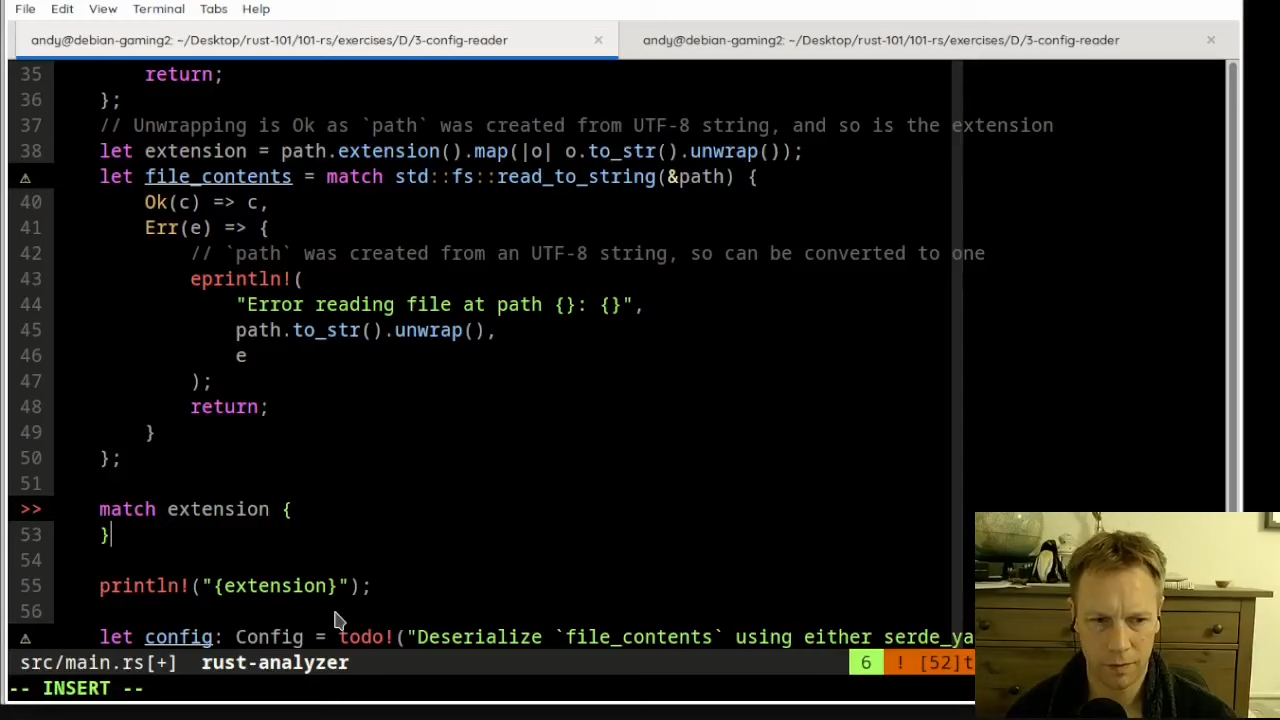 File Edit View Terminal Tabs Help
andy@debian-gaming2: ~/Desktop/rust-101/101-rs/exercises/D/3-config-reader × andy@debian-gaming2: ~/Desktop/rust-101/101-rs/exercises/D/3-config-reader ×
35 return;
36 };
37 // Unwrapping is Ok as `path` was created from UTF-8 string, and so is the extension
38 let extension = path.extension().map(|o| o.to_str().unwrap());
⚠ let file_contents = match std::fs::read_to_string(&path) {
40 Ok(c) => c,
41 Err(e) => {
42 // `path` was created from an UTF-8 string, so can be converted to one
43 eprintln!(
44 "Error reading file at path {}: {}",
45 path.to_str().unwrap(),
46 e
47 );
48 return;
49 }
50 };
51
>> match extension {
53 }
54
55 println!("{extension}");
56
⚠ let config: Config = todo!("Deserialize `file_contents` using either serde_ya
src/main.rs[+] rust-analyzer 6 ! [52]t
-- INSERT --